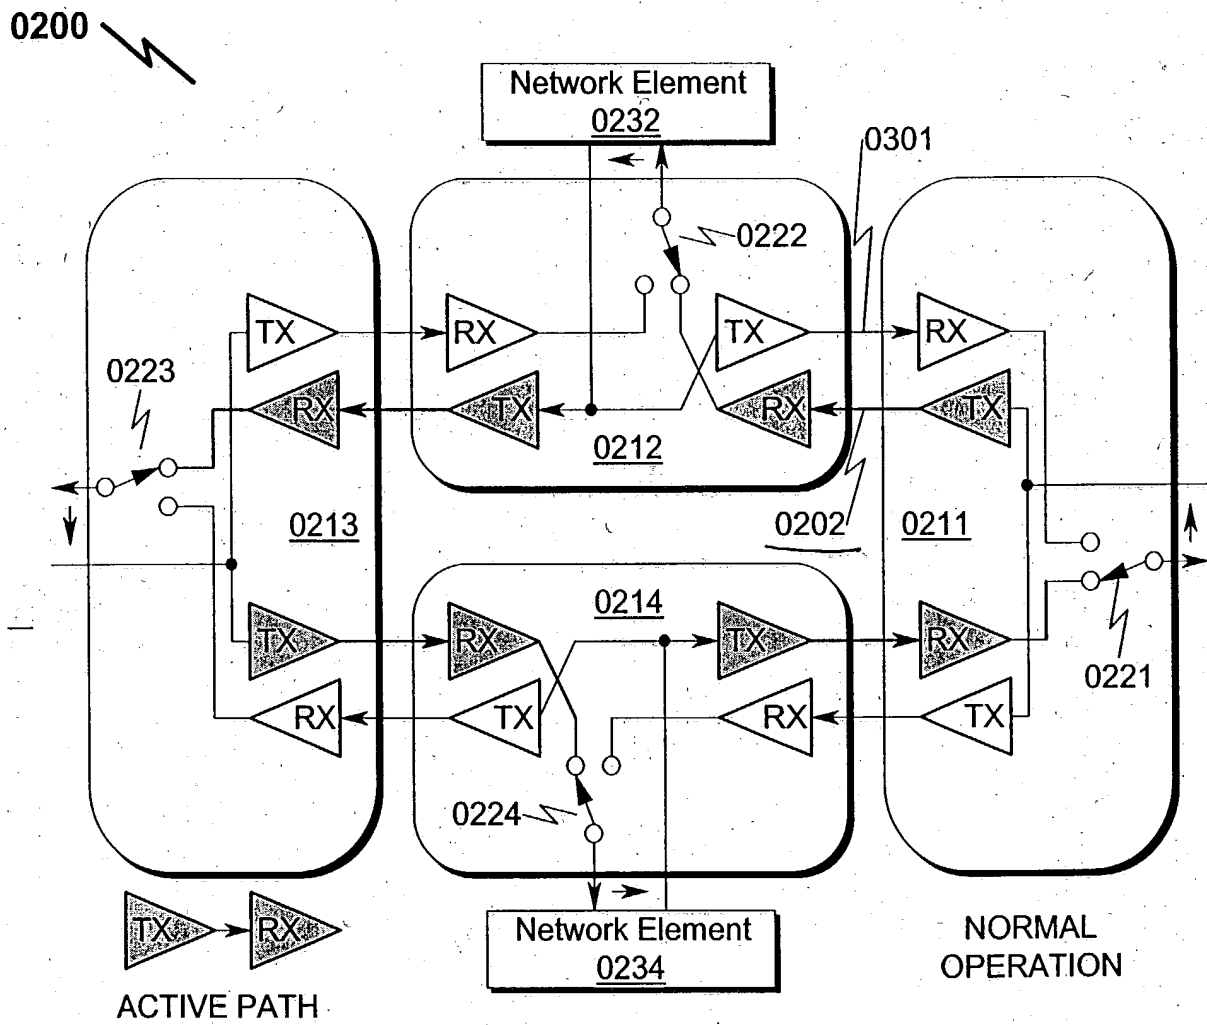 0200
Network Element
0232
0301
0222
TX
RX
TX
RX
0223
RX
TX
RX
TX
0212
0213
0202
0211
0214
TX
RX
TX
RX
0221
RX
TX
RX
TX
0224
TX
RX
Network Element
0234
NORMAL
OPERATION
ACTIVE PATH